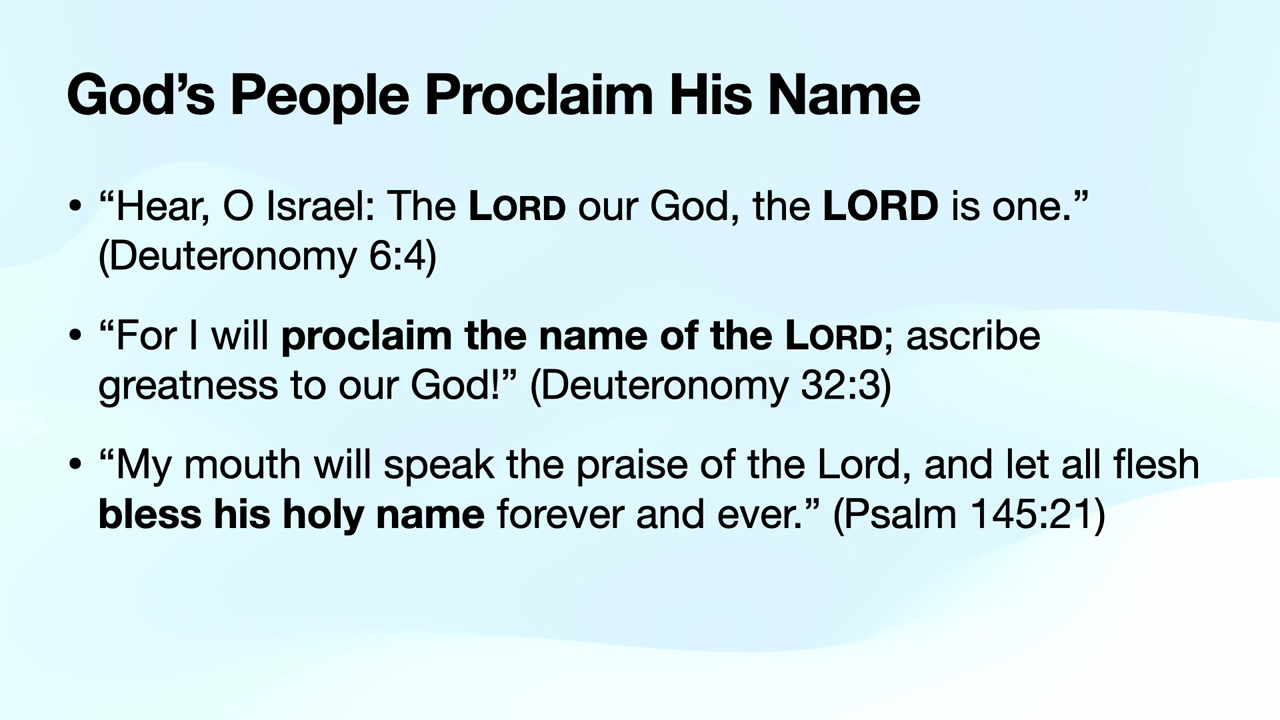 God’s People Proclaim His Name
• “Hear, O Israel: The LORD our God, the LORD is one.”
(Deuteronomy 6:4)
• “For I will proclaim the name of the LORD; ascribe
greatness to our God!” (Deuteronomy 32:3)
• “My mouth will speak the praise of the Lord, and let all flesh
bless his holy name forever and ever.” (Psalm 145:21)